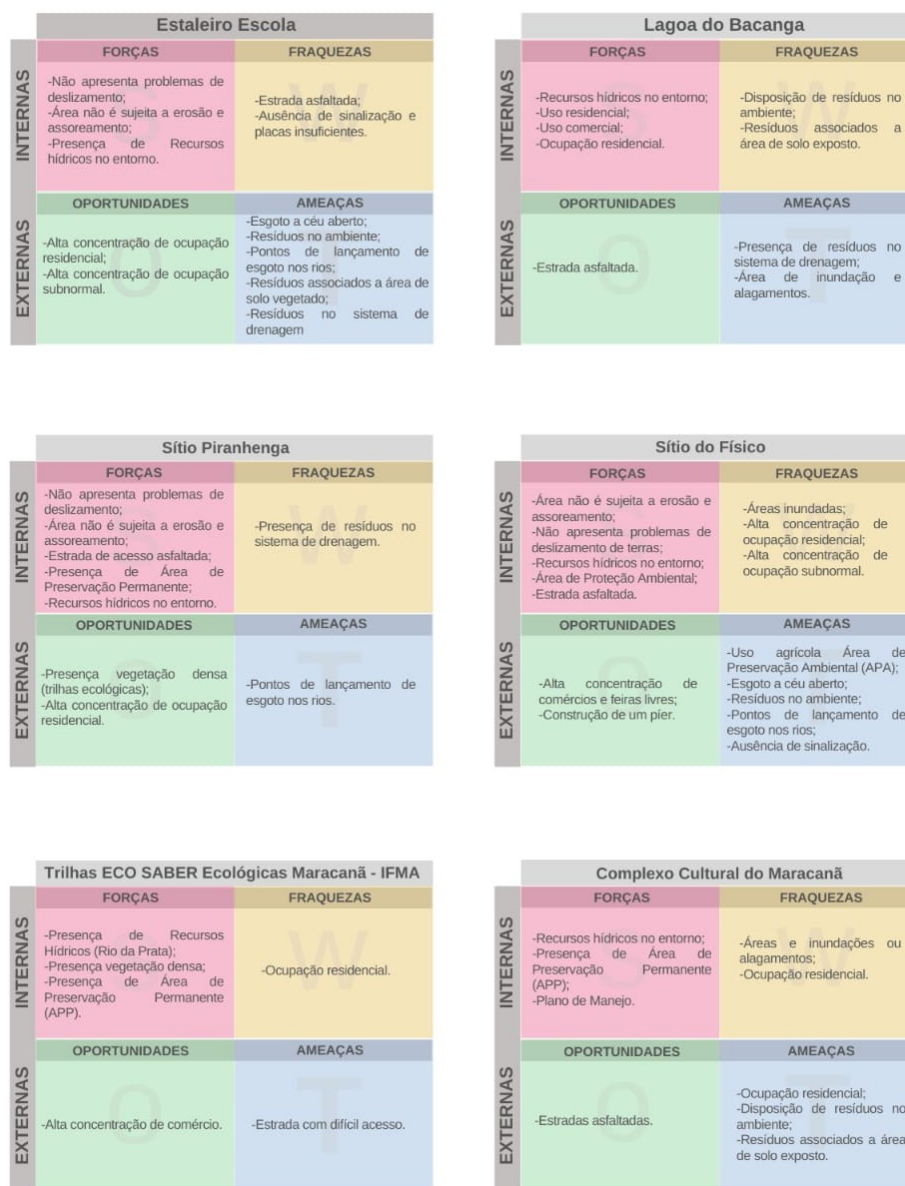 Estaleiro Escola
INTERNAS
FORÇAS
-Não apresenta problemas de
deslizamento;
-Área não é sujeita a erosão e
assoreamento;
-Presença de Recursos
hídricos no entorno.
S
FRAQUEZAS
-Estrada asfaltada;
-Ausência de sinalização e
placas insuficientes.
W
EXTERNAS
OPORTUNIDADES
-Alta concentração de ocupação
residencial;
-Alta concentração de ocupação
subnormal.
O
AMEAÇAS
-Esgoto a céu aberto;
-Resíduos no ambiente;
-Pontos de lançamento de
esgoto nos rios;
-Resíduos associados a área de
solo vegetado;
-Resíduos no sistema de
drenagem
T
Lagoa do Bacanga
INTERNAS
FORÇAS
-Recursos hídricos no entorno;
-Uso residencial;
-Uso comercial;
-Ocupação residencial.
S
FRAQUEZAS
-Disposição de resíduos no
ambiente;
-Resíduos associados a
área de solo exposto.
W
EXTERNAS
OPORTUNIDADES
-Estrada asfaltada.
O
AMEAÇAS
-Presença de resíduos no
sistema de drenagem;
-Área de inundação e
alagamentos.
T
Sítio Piranhenga
INTERNAS
FORÇAS
-Não apresenta problemas de
deslizamento;
-Área não é sujeita a erosão e
assoreamento;
-Estrada de acesso asfaltada;
-Presença de Área de
Preservação Permanente;
-Recursos hídricos no entorno.
S
FRAQUEZAS
-Presença de resíduos no
sistema de drenagem.
W
EXTERNAS
OPORTUNIDADES
-Presença vegetação densa
(trilhas ecológicas);
-Alta concentração de ocupação
residencial.
O
AMEAÇAS
-Pontos de lançamento de
esgoto nos rios.
T
Sítio do Físico
INTERNAS
FORÇAS
-Área não é sujeita a erosão e
assoreamento;
-Não apresenta problemas de
deslizamento de terras;
-Recursos hídricos no entorno;
-Área de Proteção Ambiental;
-Estrada asfaltada.
S
FRAQUEZAS
-Áreas inundadas;
-Alta concentração de
ocupação residencial;
-Alta concentração de
ocupação subnormal.
W
EXTERNAS
OPORTUNIDADES
-Alta concentração de
comércios e feiras livres;
-Construção de um píer.
O
AMEAÇAS
-Uso agrícola Área de
Preservação Ambiental (APA);
-Esgoto a céu aberto;
-Resíduos no ambiente;
-Pontos de lançamento de
esgoto nos rios;
-Ausência de sinalização.
T
Trilhas ECO SABER Ecológicas Maracanã - IFMA
INTERNAS
FORÇAS
-Presença de Recursos
Hídricos (Rio da Prata);
-Presença vegetação densa;
-Presença de Área de
Preservação Permanente
(APP).
S
FRAQUEZAS
-Ocupação residencial.
W
EXTERNAS
OPORTUNIDADES
-Alta concentração de comércio.
O
AMEAÇAS
-Estrada com difícil acesso.
T
Complexo Cultural do Maracanã
INTERNAS
FORÇAS
-Recursos hídricos no entorno;
-Presença de Área de
Preservação Permanente
(APP);
-Plano de Manejo.
S
FRAQUEZAS
-Áreas e inundações ou
alagamentos;
-Ocupação residencial.
W
EXTERNAS
OPORTUNIDADES
-Estradas asfaltadas.
O
AMEAÇAS
-Ocupação residencial;
-Disposição de resíduos no
ambiente;
-Resíduos associados a área
de solo exposto.
T